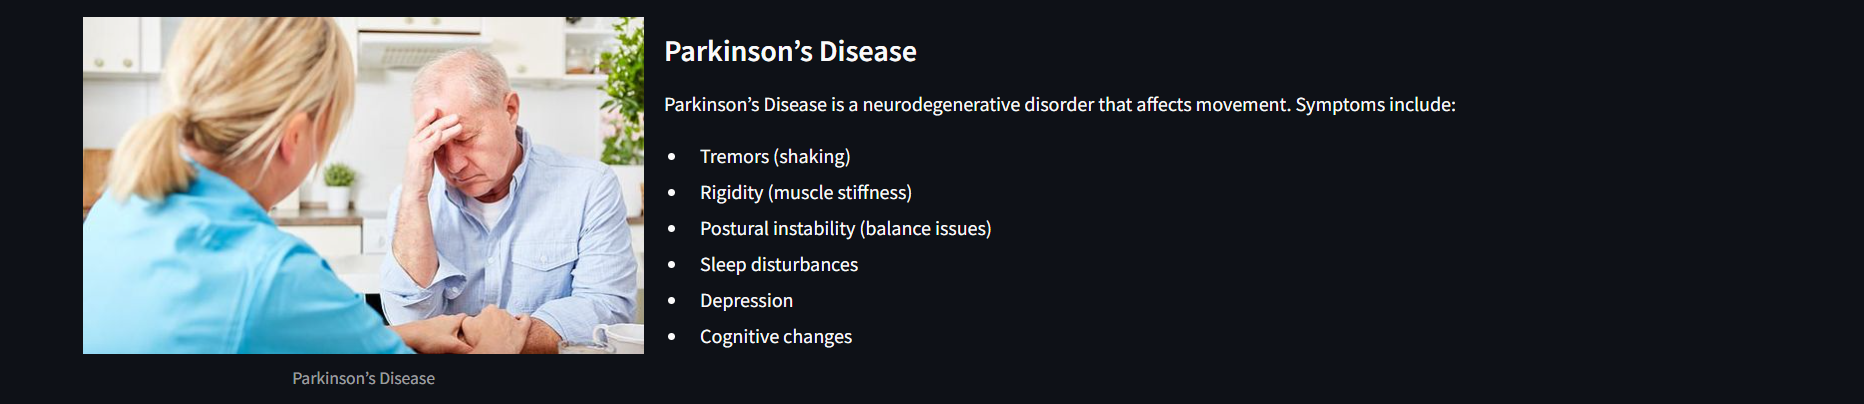 Parkinson’s Disease
Parkinson’s Disease is a neurodegenerative disorder that affects movement. Symptoms include:
• Tremors (shaking)
• Rigidity (muscle stiffness)
• Postural instability (balance issues)
• Sleep disturbances
• Depression
• Cognitive changes
Parkinson’s Disease